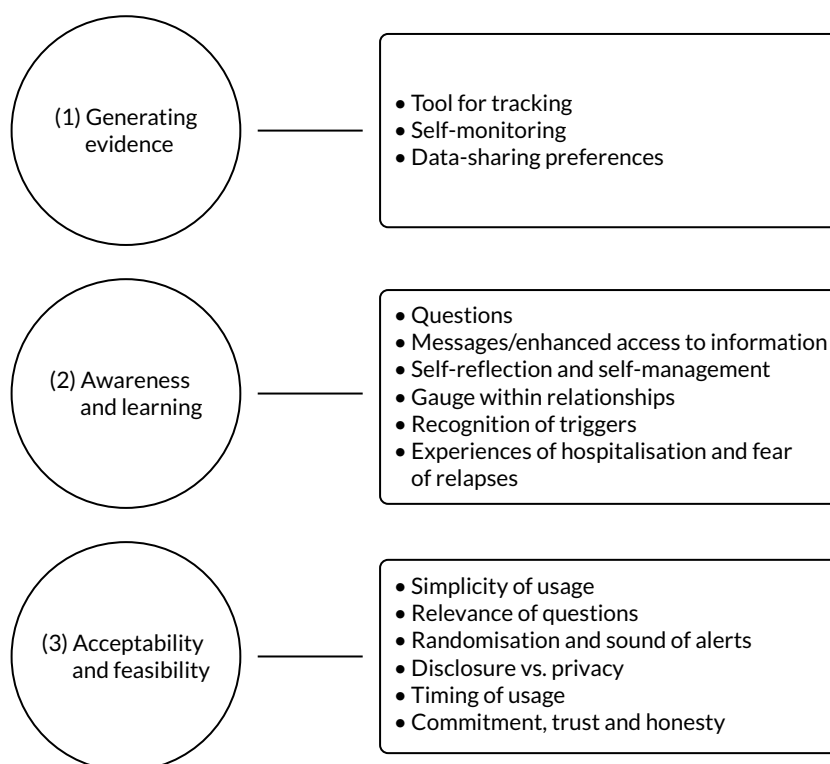 (1) Generating
evidence
• Tool for tracking
• Self-monitoring
• Data-sharing preferences
(2) Awareness
and learning
• Questions
• Messages/enhanced access to information
• Self-reflection and self-management
• Gauge within relationships
• Recognition of triggers
• Experiences of hospitalisation and fear
of relapses
(3) Acceptability
and feasibility
• Simplicity of usage
• Relevance of questions
• Randomisation and sound of alerts
• Disclosure vs. privacy
• Timing of usage
• Commitment, trust and honesty